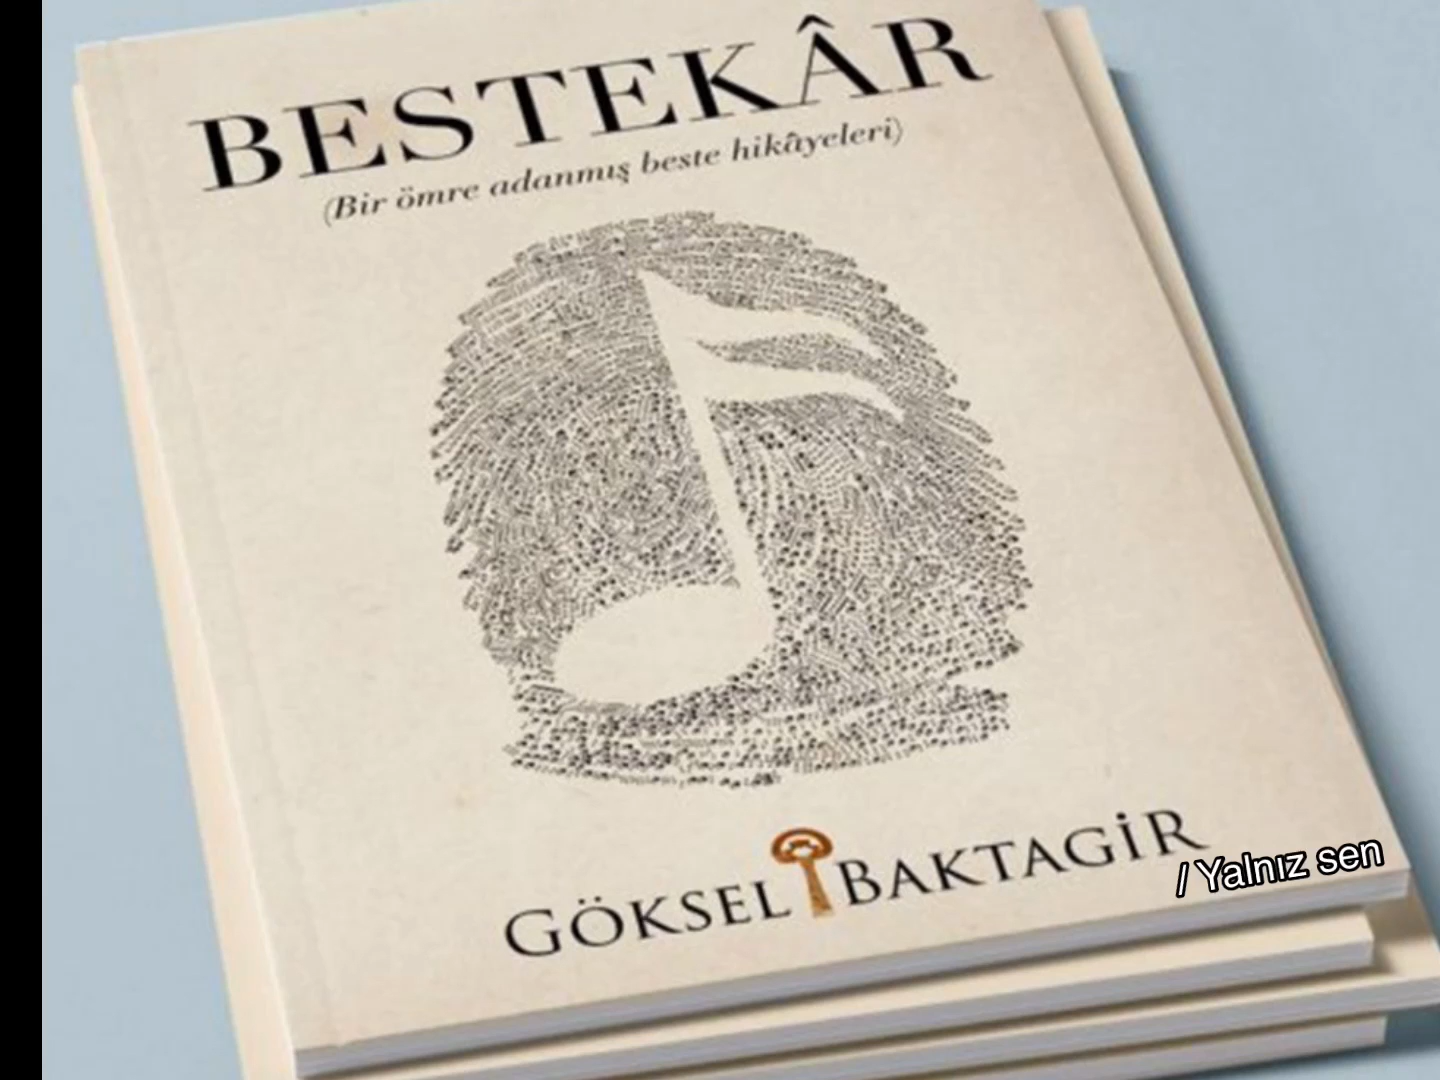 BESTEKÂR
(Bir ömre adanmış beste hikâyeleri)
GÖKSEL BAKTAGİR
/ Yalnız sen